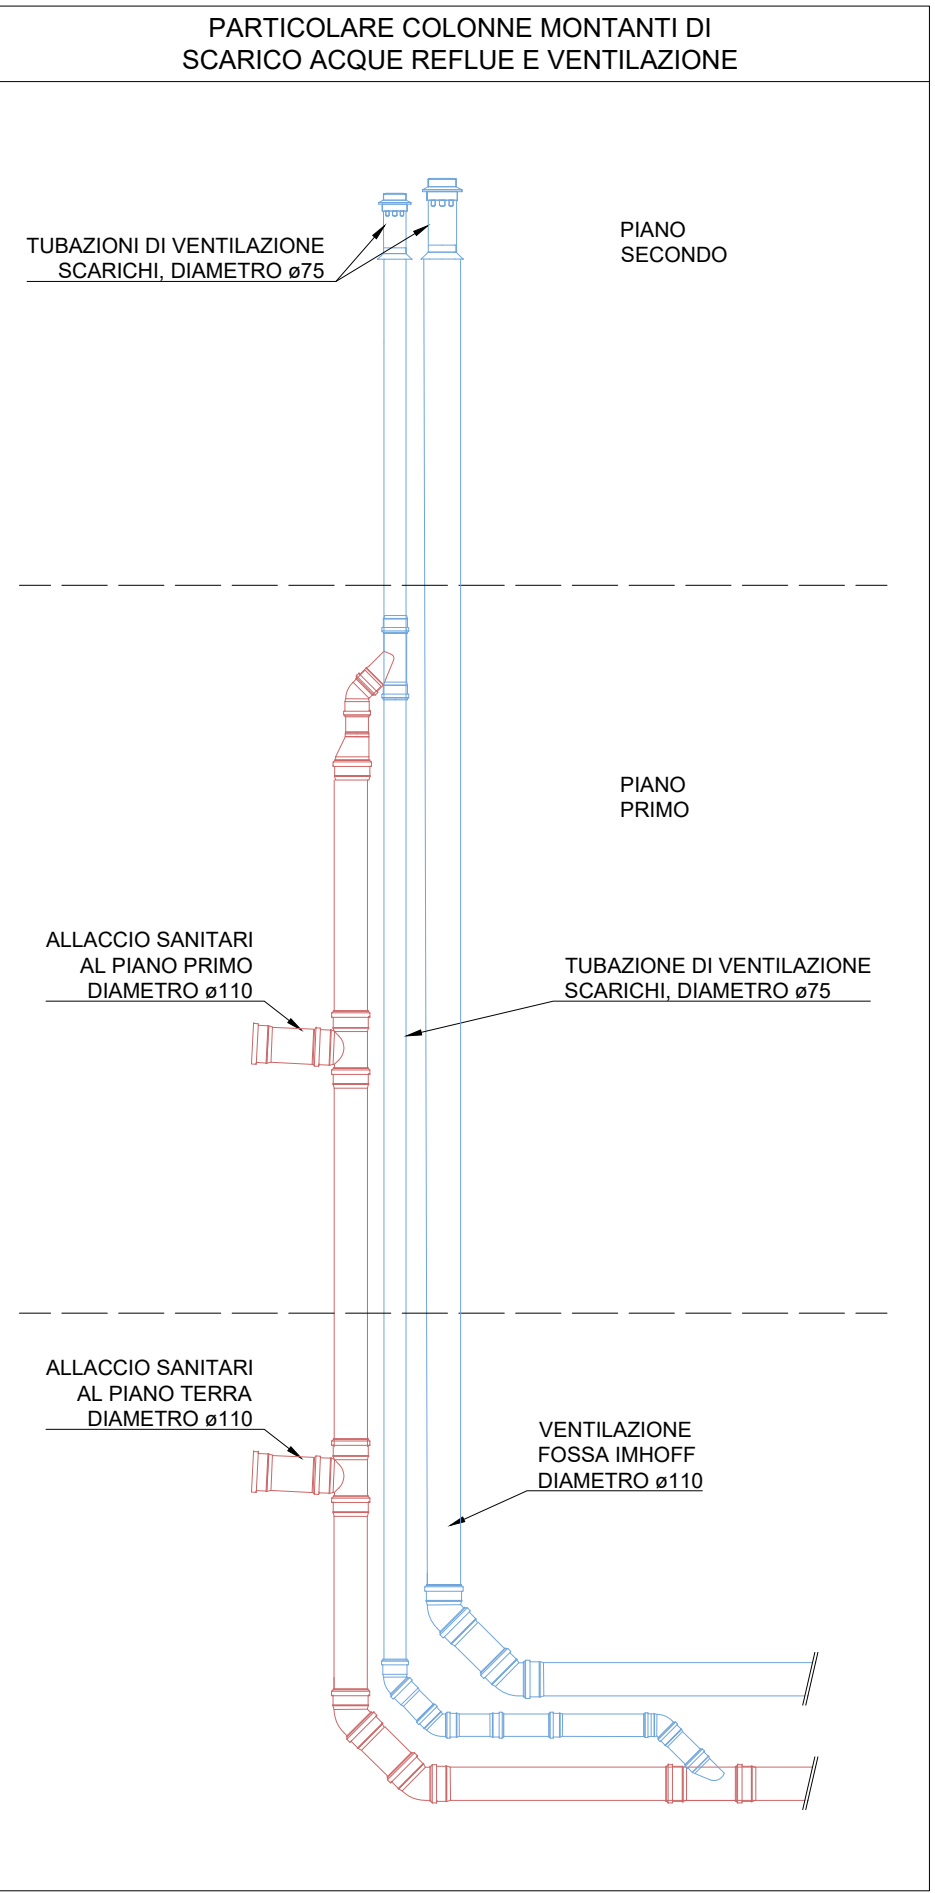 PARTICOLARE COLONNE MONTANTI DI
SCARICO ACQUE REFLUE E VENTILAZIONE
TUBAZIONI DI VENTILAZIONE
SCARICHI, DIAMETRO ø75
PIANO
SECONDO
PIANO
PRIMO
ALLACCIO SANITARI
AL PIANO PRIMO
DIAMETRO ø110
TUBAZIONE DI VENTILAZIONE
SCARICHI, DIAMETRO ø75
ALLACCIO SANITARI
AL PIANO TERRA
DIAMETRO ø110
VENTILAZIONE
FOSSA IMHOFF
DIAMETRO ø110